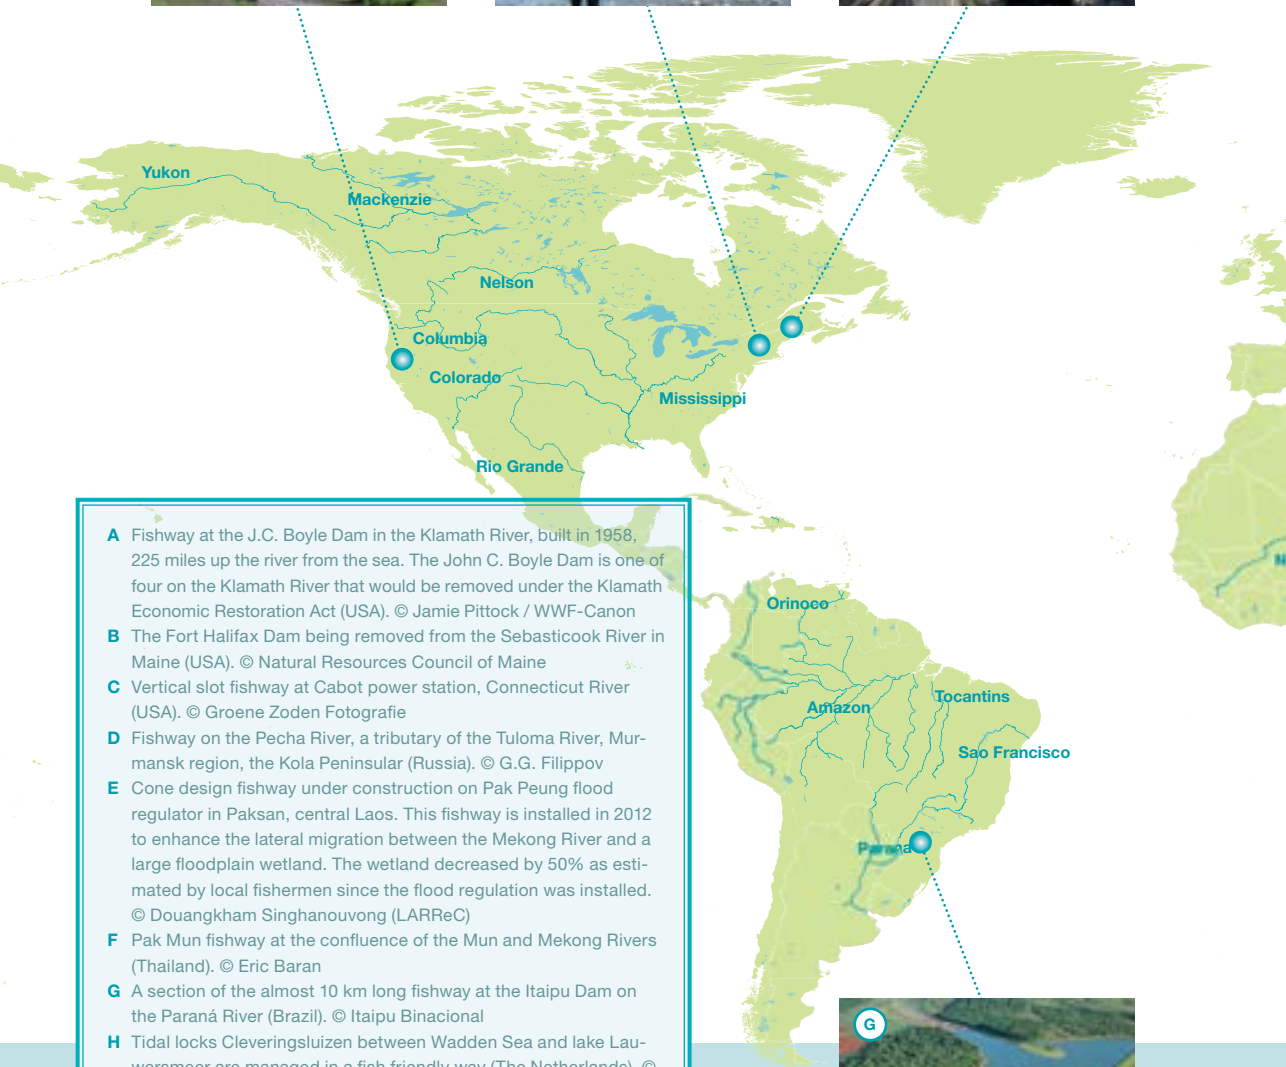 Yukon
Mackenzie
Nelson
Columbia
Colorado
Mississippi
Rio Grande
A Fishway at the J.C. Boyle Dam in the Klamath River, built in 1958,
225 miles up the river from the sea. The John C. Boyle Dam is one of
four on the Klamath River that would be removed under the Klamath
Economic Restoration Act (USA). © Jamie Pittock / WWF-Canon
B The Fort Halifax Dam being removed from the Sebasticook River in
Maine (USA). © Natural Resources Council of Maine
C Vertical slot fishway at Cabot power station, Connecticut River
(USA). © Groene Zoden Fotografie
D Fishway on the Pecha River, a tributary of the Tuloma River, Mur-
mansk region, the Kola Peninsular (Russia). © G.G. Filippov
E Cone design fishway under construction on Pak Peung flood
regulator in Paksan, central Laos. This fishway is installed in 2012
to enhance the lateral migration between the Mekong River and a
large floodplain wetland. The wetland decreased by 50% as esti-
mated by local fishermen since the flood regulation was installed.
© Douangkham Singhanouvong (LARReC)
F Pak Mun fishway at the confluence of the Mun and Mekong Rivers
(Thailand). © Eric Baran
G A section of the almost 10 km long fishway at the Itaipu Dam on
the Paraná River (Brazil). © Itaipu Binacional
H Tidal locks Cleveringsluizen between Wadden Sea and lake Lau-
wersmeer are managed in a fish friendly way (The Netherlands). ©
Orinoco
Amazon
Tocantins
Sao Francisco
Parana
G